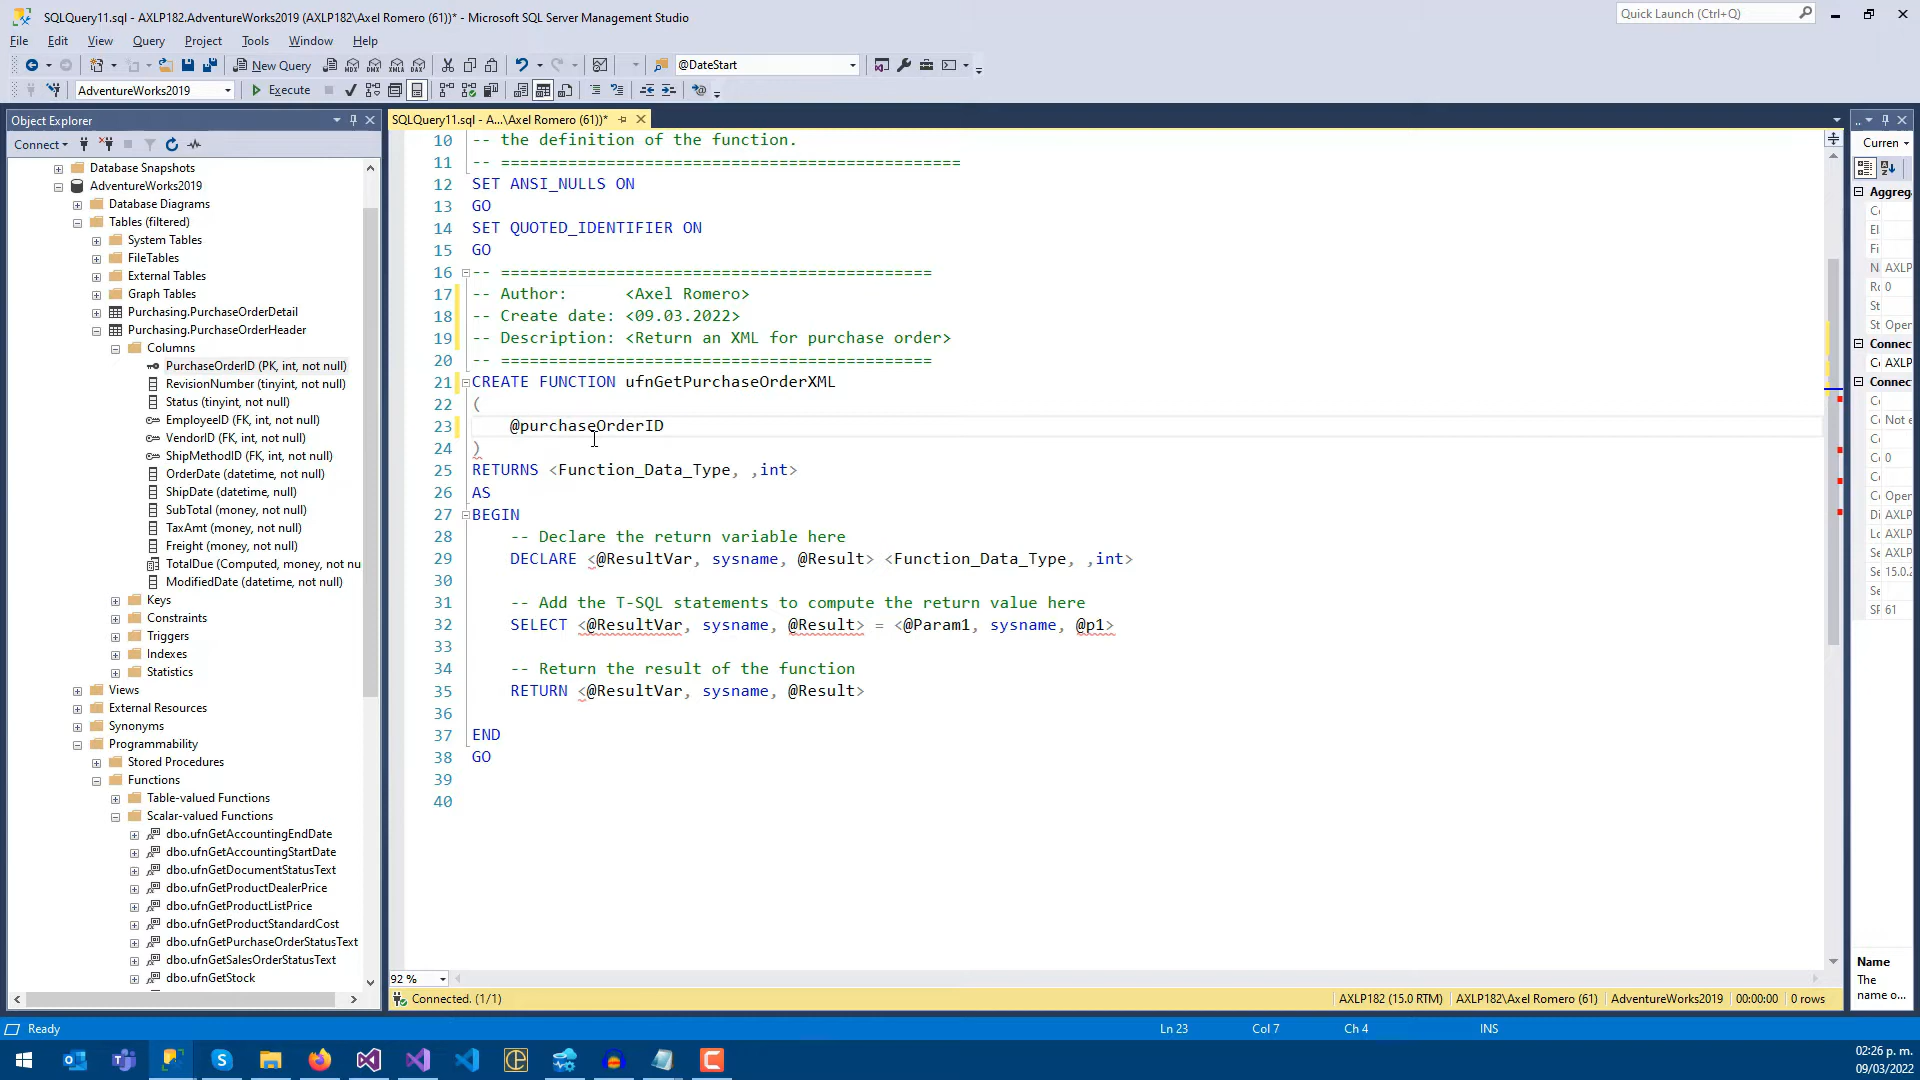 SQLQuery11.sql - AXLP182.AdventureWorks2019 (AXLP182\Axel Romero (61))* - Microsoft SQL Server Management Studio
Quick Launch (Ctrl+Q)
File Edit View Query Project Tools Window Help
New Query @DateStart
AdventureWorks2019 Execute
Object Explorer
Connect
Database Snapshots
AdventureWorks2019
Database Diagrams
Tables (filtered)
System Tables
FileTables
External Tables
Graph Tables
Purchasing.PurchaseOrderDetail
Purchasing.PurchaseOrderHeader
Columns
PurchaseOrderID (PK, int, not null)
RevisionNumber (tinyint, not null)
Status (tinyint, not null)
EmployeeID (FK, int, not null)
VendorID (FK, int, not null)
ShipMethodID (FK, int, not null)
OrderDate (datetime, not null)
ShipDate (datetime, null)
SubTotal (money, not null)
TaxAmt (money, not null)
Freight (money, not null)
TotalDue (Computed, money, not nu
ModifiedDate (datetime, not null)
Keys
Constraints
Triggers
Indexes
Statistics
Views
External Resources
Synonyms
Programmability
Stored Procedures
Functions
Table-valued Functions
Scalar-valued Functions
dbo.ufnGetAccountingEndDate
dbo.ufnGetAccountingStartDate
dbo.ufnGetDocumentStatusText
dbo.ufnGetProductDealerPrice
dbo.ufnGetProductListPrice
dbo.ufnGetProductStandardCost
dbo.ufnGetPurchaseOrderStatusText
dbo.ufnGetSalesOrderStatusText
dbo.ufnGetStock
SQLQuery11.sql - A...\Axel Romero (61))*
10 -- the definition of the function.
11 -- ================================================
12 SET ANSI_NULLS ON
13 GO
14 SET QUOTED_IDENTIFIER ON
15 GO
16 -- =============================================
17 -- Author: <Axel Romero>
18 -- Create date: <09.03.2022>
19 -- Description: <Return an XML for purchase order>
20 -- =============================================
21 CREATE FUNCTION ufnGetPurchaseOrderXML
22 (
23 @purchaseOrderID
24 )
25 RETURNS <Function_Data_Type, ,int>
26 AS
27 BEGIN
28 -- Declare the return variable here
29 DECLARE <@ResultVar, sysname, @Result> <Function_Data_Type, ,int>
30
31 -- Add the T-SQL statements to compute the return value here
32 SELECT <@ResultVar, sysname, @Result> = <@Param1, sysname, @p1>
33
34 -- Return the result of the function
35 RETURN <@ResultVar, sysname, @Result>
36
37 END
38 GO
39
40
92 %
Connected. (1/1) AXLP182 (15.0 RTM) AXLP182\Axel Romero (61) AdventureWorks2019 00:00:00 0 rows
..
Curren
Aggreg
AXLP
0
Oper
Connec
AXLP
Connec
Not e
0
Oper
AXLP
AXLP
15.0.2
61
Name
The
name o...
Ready Ln 23 Col 7 Ch 4 INS
02:26 p. m.
09/03/2022